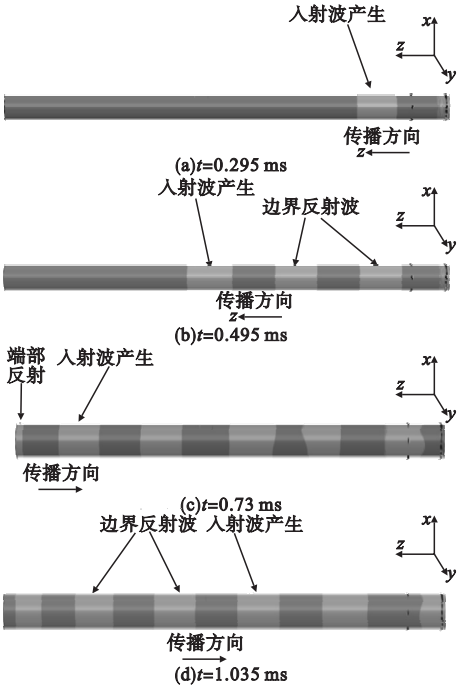 入射波产生
x
z
y
传播方向
z
(a)t=0.295 ms
入射波产生
边界反射波
x
z
y
传播方向
z
(b)t=0.495 ms
端部
反射
入射波产生
x
z
y
传播方向
(c)t=0.73 ms
边界反射波 入射波产生
x
z
y
传播方向
(d)t=1.035 ms